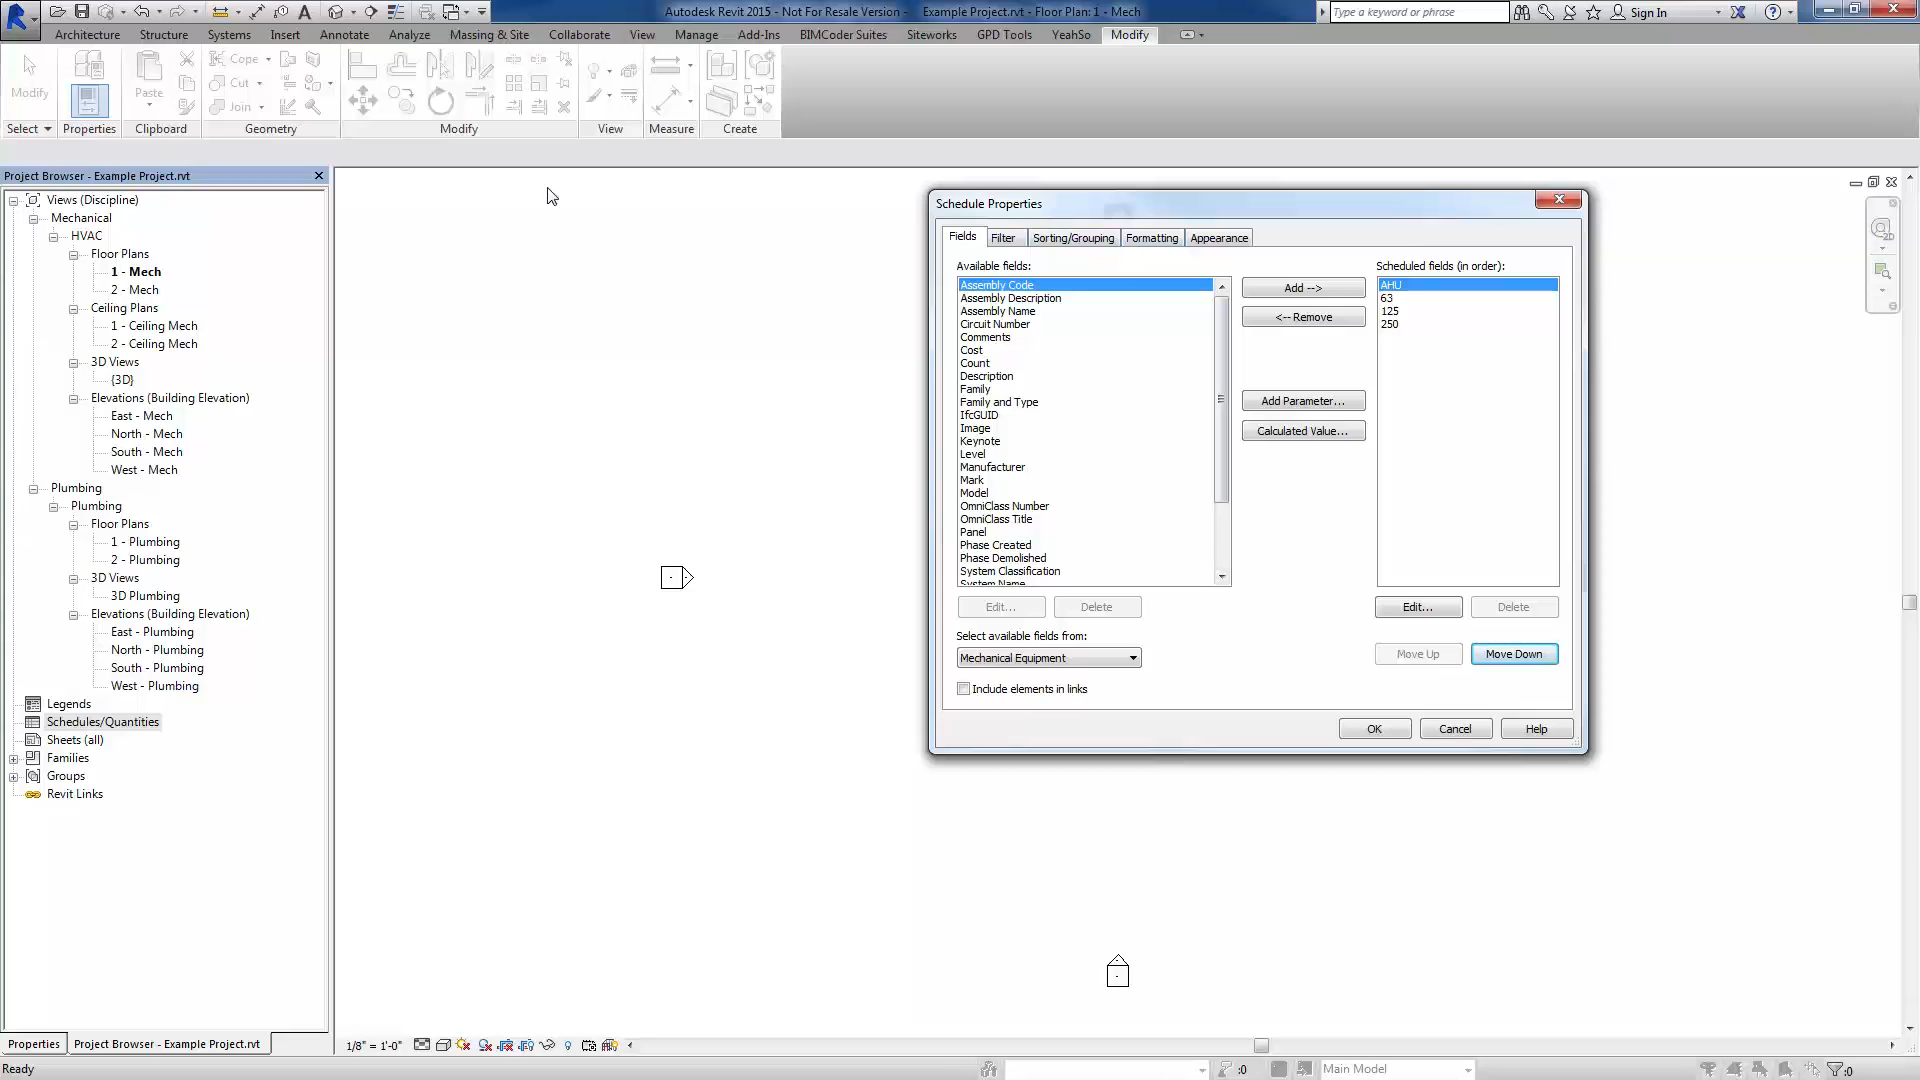 Autodesk Revit 2015 - Not For Resale Version - Example Project.rvt - Floor Plan: 1 - Mech
Type a keyword or phrase
Sign In
Architecture Structure Systems Insert Annotate Analyze Massing & Site Collaborate View Manage Add-Ins BIMCoder Suites Siteworks GPD Tools YeahSo Modify
Modify
Paste
Cope
Cut
Join
Select Properties Clipboard Geometry Modify View Measure Create
Project Browser - Example Project.rvt
Views (Discipline)
Mechanical
HVAC
Floor Plans
1 - Mech
2 - Mech
Ceiling Plans
1 - Ceiling Mech
2 - Ceiling Mech
3D Views
{3D}
Elevations (Building Elevation)
East - Mech
North - Mech
South - Mech
West - Mech
Plumbing
Plumbing
Floor Plans
1 - Plumbing
2 - Plumbing
3D Views
3D Plumbing
Elevations (Building Elevation)
East - Plumbing
North - Plumbing
South - Plumbing
West - Plumbing
Legends
Schedules/Quantities
Sheets (all)
Families
Groups
Revit Links
Properties
Project Browser - Example Project.rvt
Schedule Properties
Fields Filter Sorting/Grouping Formatting Appearance
Available fields:
Assembly Code
Assembly Description
Assembly Name
Circuit Number
Comments
Cost
Count
Description
Family
Family and Type
IfcGUID
Image
Keynote
Level
Manufacturer
Mark
Model
OmniClass Number
OmniClass Title
Panel
Phase Created
Phase Demolished
System Classification
System Name
Add -->
<-- Remove
Add Parameter...
Calculated Value...
Scheduled fields (in order):
AHU
63
125
250
Edit... Delete
Edit... Delete
Select available fields from:
Mechanical Equipment
Move Up Move Down
Include elements in links
OK Cancel Help
1/8" = 1'-0"
Ready
:0
Main Model
:0